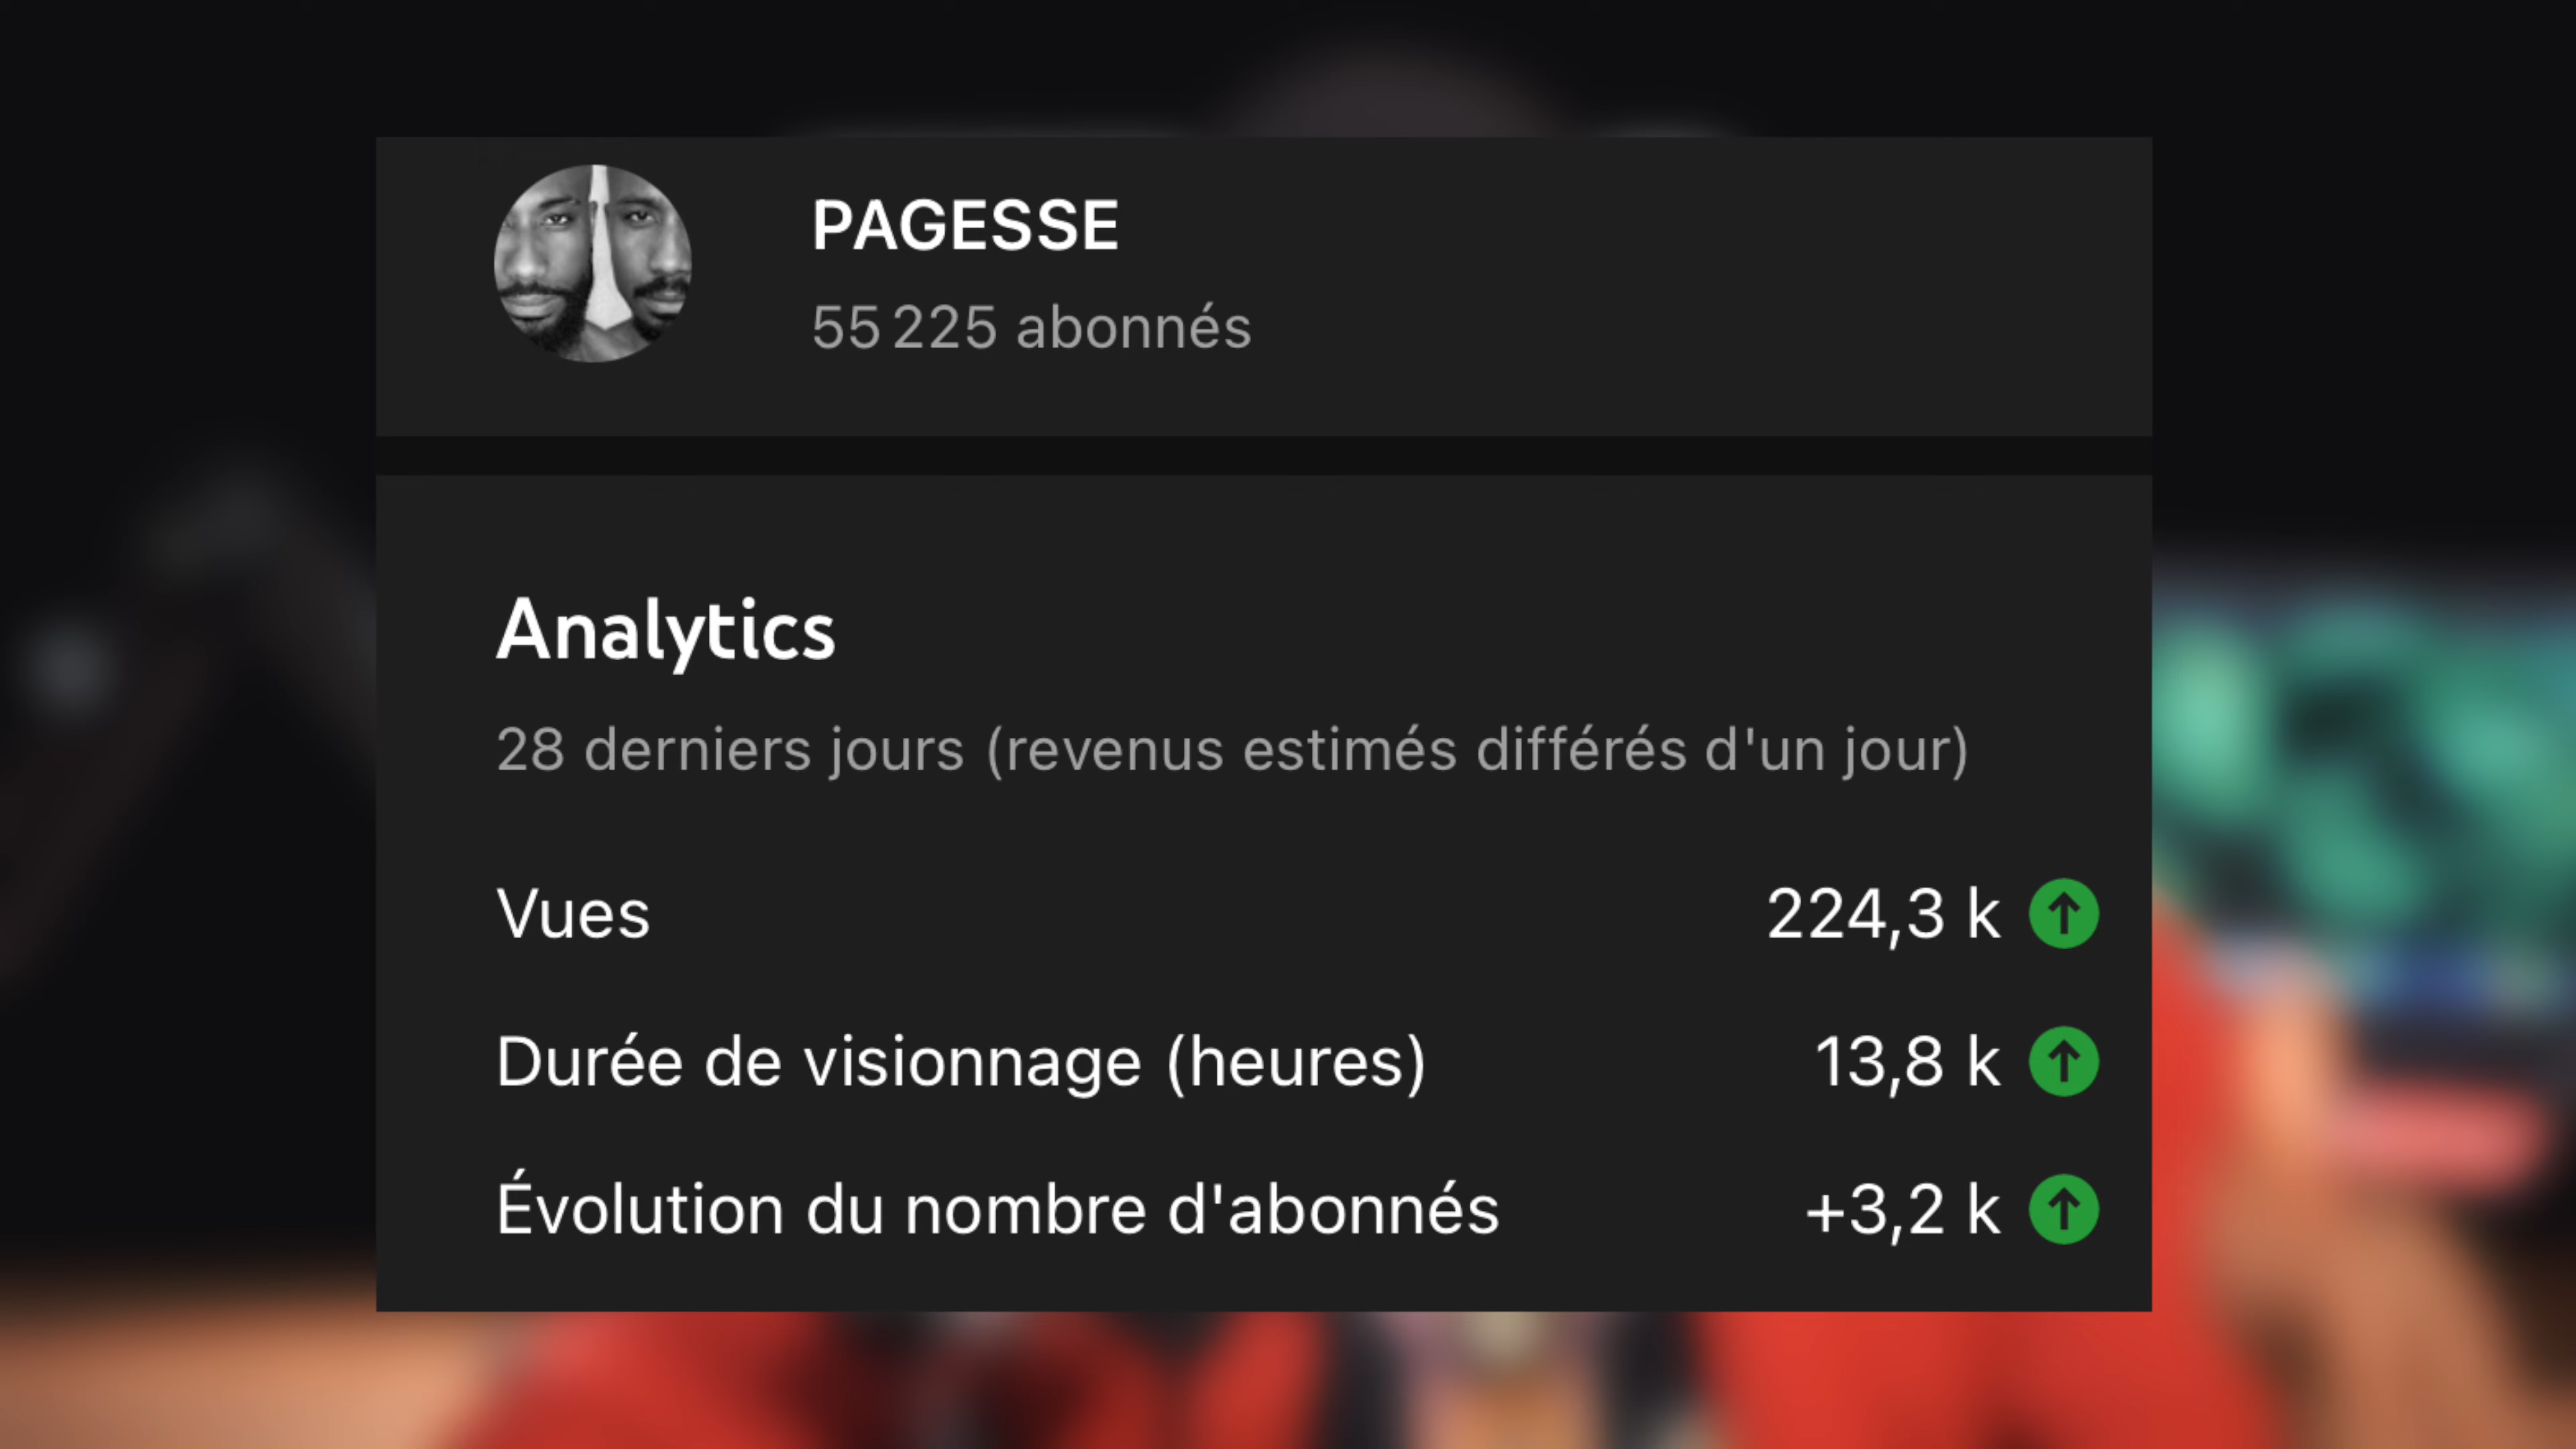 PAGESSE
55 225 abonnés
Analytics
28 derniers jours (revenus estimés différés d'un jour)
Vues 224,3 k
Durée de visionnage (heures) 13,8 k
Évolution du nombre d'abonnés +3,2 k